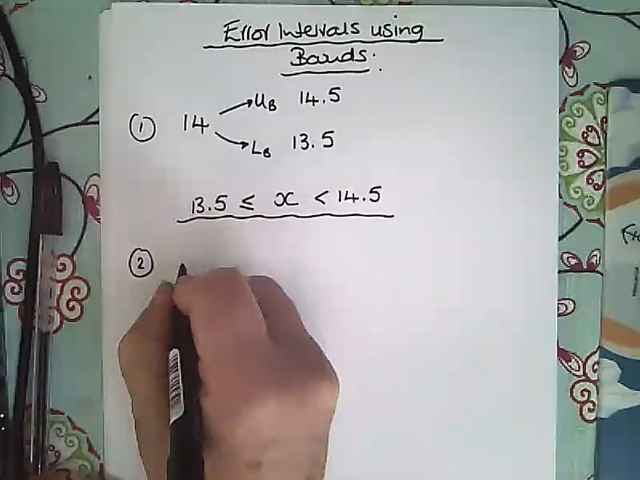 Error Intervals using
Bounds:
① 14 → UB 14.5
→ LB 13.5
13.5 ≤ x < 14.5
②